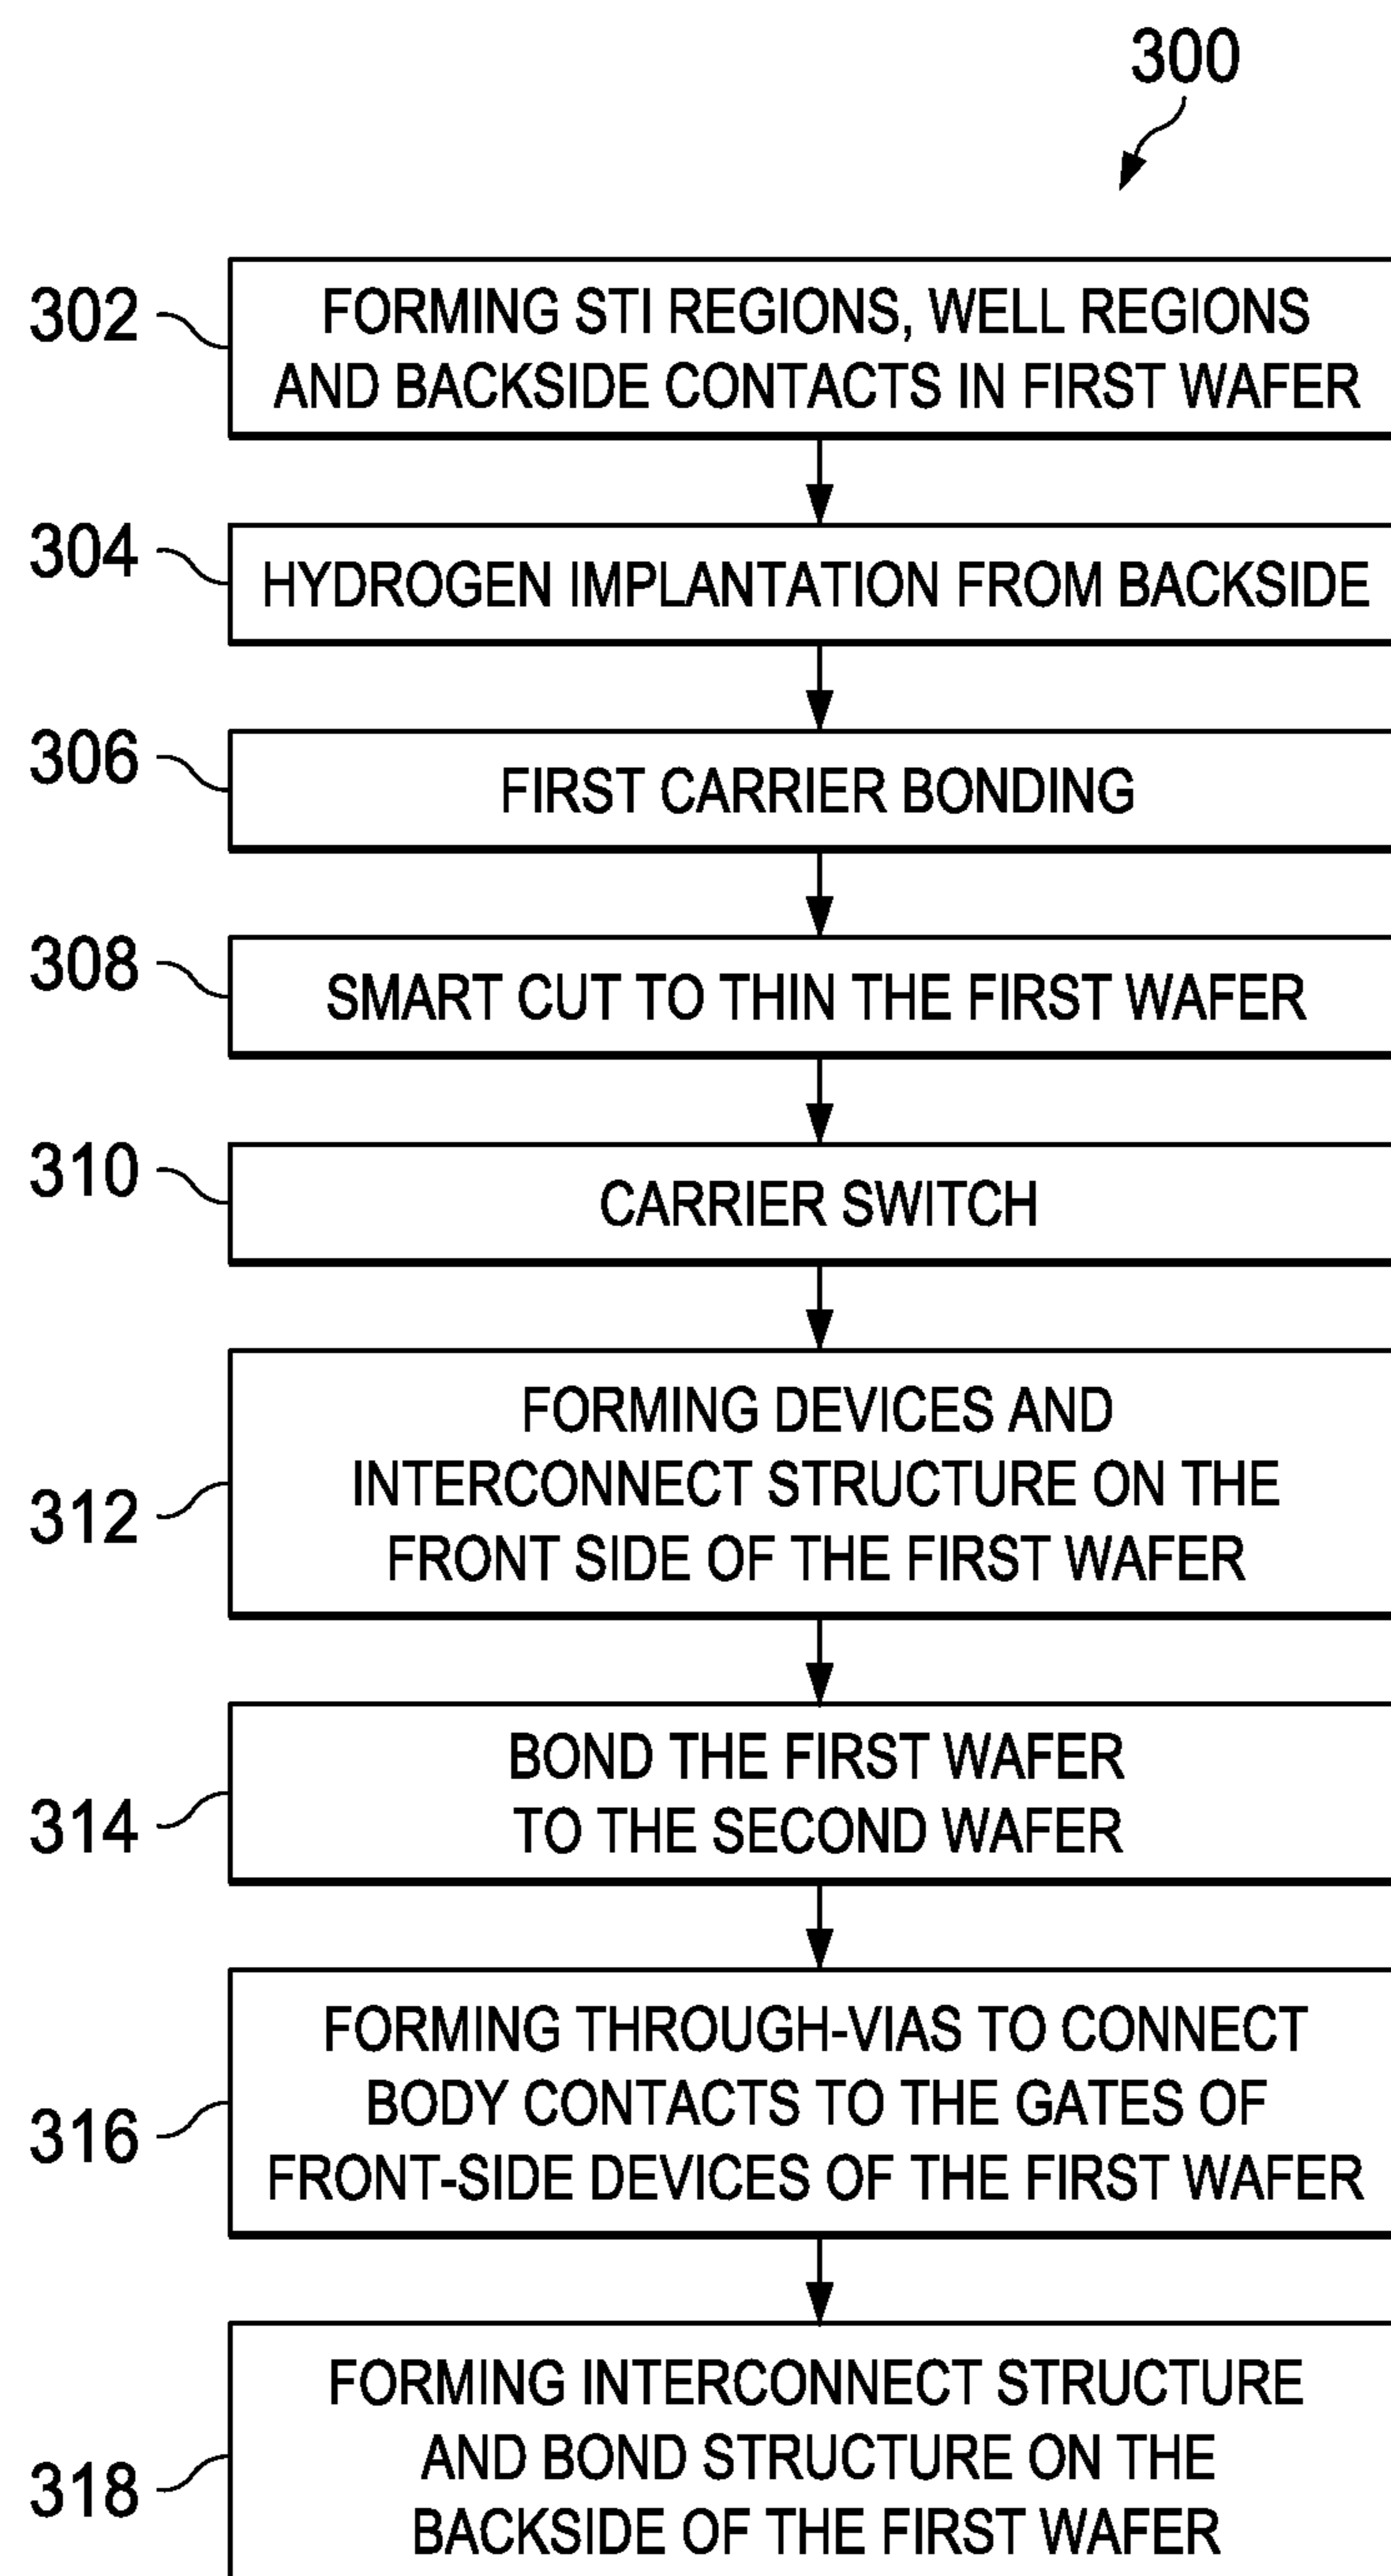 300
302
FORMING STI REGIONS, WELL REGIONS
AND BACKSIDE CONTACTS IN FIRST WAFER
304
HYDROGEN IMPLANTATION FROM BACKSIDE
306
FIRST CARRIER BONDING
308
SMART CUT TO THIN THE FIRST WAFER
310
CARRIER SWITCH
312
FORMING DEVICES AND
INTERCONNECT STRUCTURE ON THE
FRONT SIDE OF THE FIRST WAFER
314
BOND THE FIRST WAFER
TO THE SECOND WAFER
316
FORMING THROUGH-VIAS TO CONNECT
BODY CONTACTS TO THE GATES OF
FRONT-SIDE DEVICES OF THE FIRST WAFER
318
FORMING INTERCONNECT STRUCTURE
AND BOND STRUCTURE ON THE
BACKSIDE OF THE FIRST WAFER